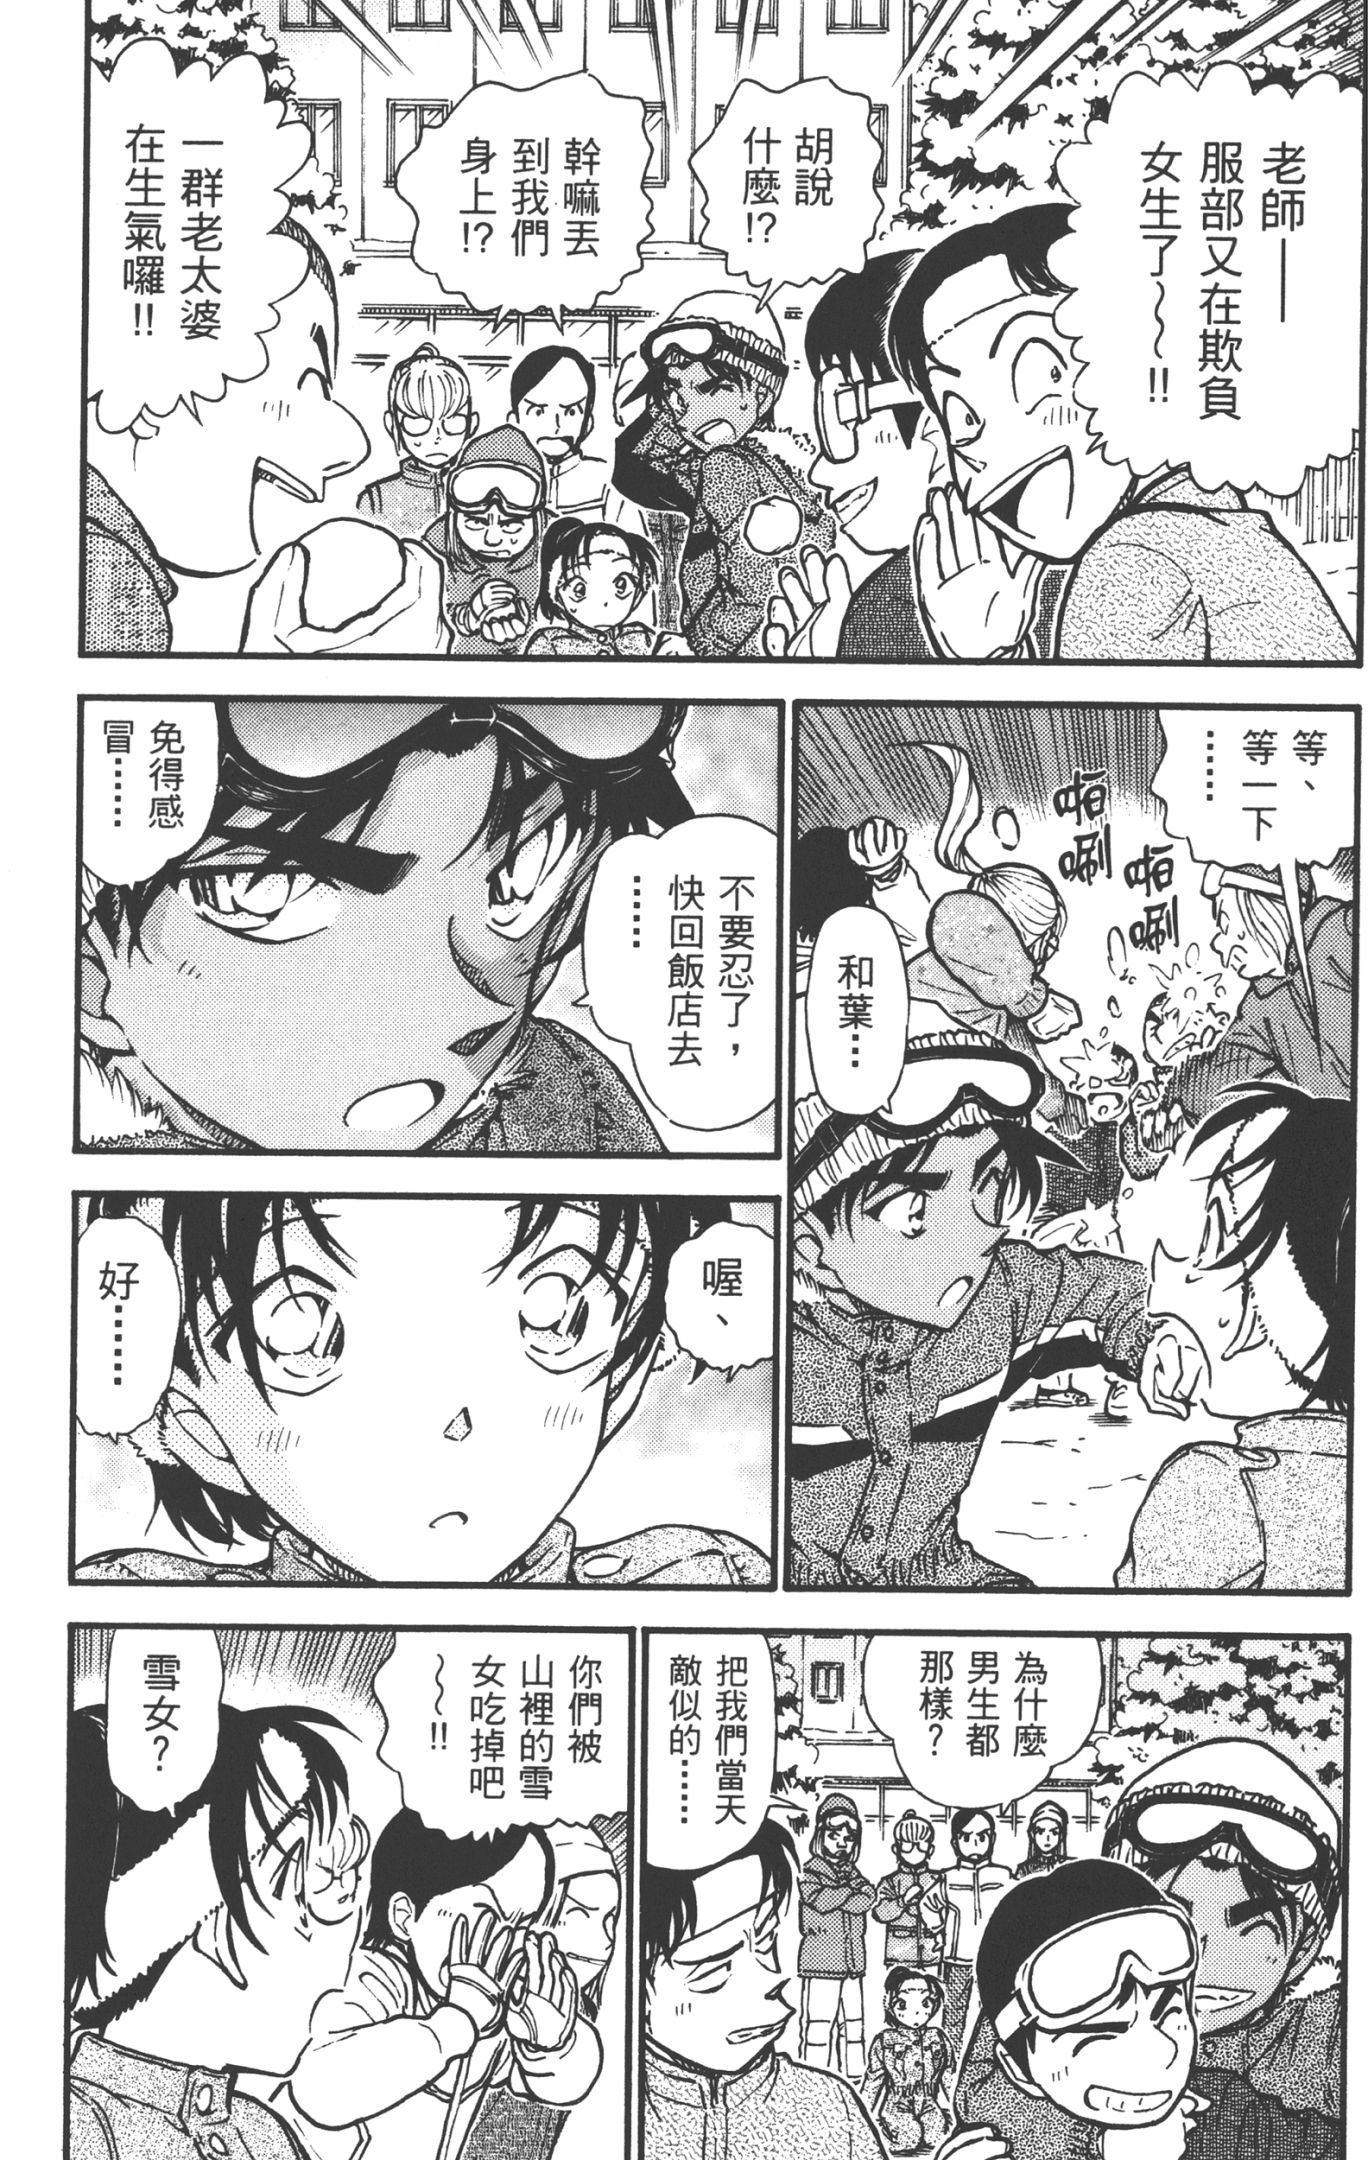 老師——
服部又在欺負
女生了～～!!
胡說
什麼!?
幹嘛丟
到我們
身上!?
一群老太婆
在生氣囉!!
等、
等一下
……
啪唰
啪唰
和葉…
不要忍了，
快回飯店去
……
免得感
冒……
喔、
好……
為什麼
男生都
那樣？
把我們當天
敵似的……
你們被
山裡的雪
女吃掉吧
～～!!
雪女？